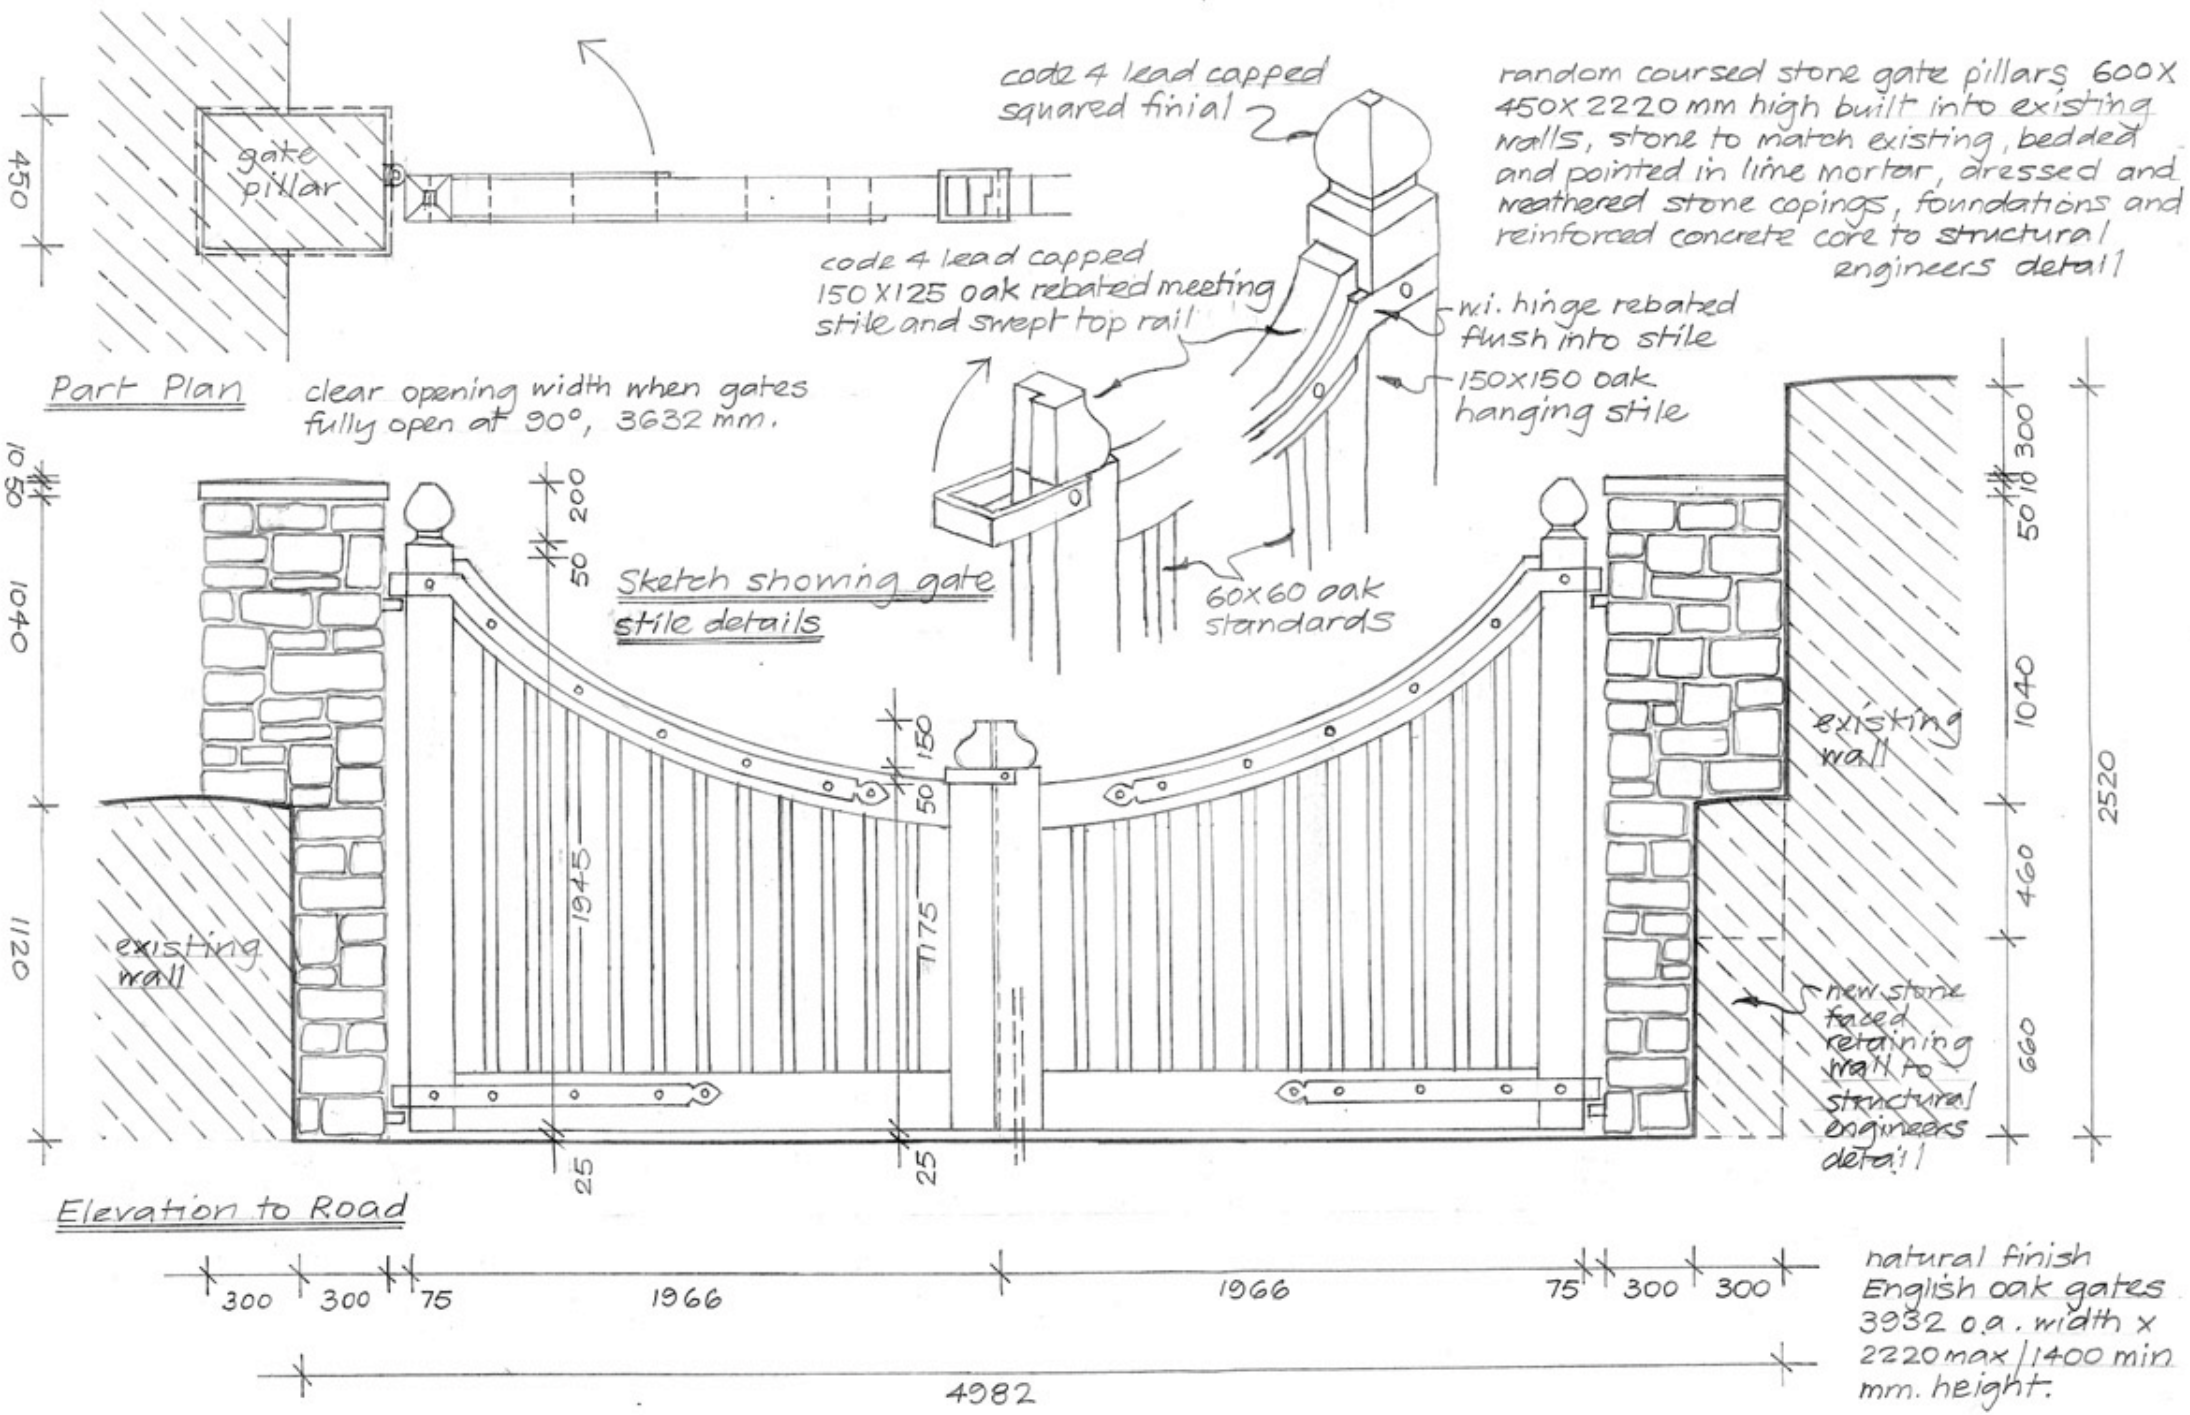 code 4 lead capped
squared finial
random coursed stone gate pillars 600X
450X2220 mm high built into existing
walls, stone to match existing, bedded
and pointed in lime mortar, dressed and
weathered stone copings, foundations and
reinforced concrete core to structural
engineers detail
450
gate
pillar
code 4 lead capped
150X125 oak rebated meeting
stile and swept top rail
w.i. hinge rebated
flush into stile
150X150 oak
hanging stile
Part Plan
clear opening width when gates
fully open at 90°, 3632 mm.
Sketch showing gate
stile details
60X60 oak
standards
10
50
1040
1120
200
50
1945
25
150
50
1175
25
existing
wall
existing
wall
300
10
50
1040
460
660
2520
new stone
faced
retaining
wall to
structural
engineers
detail
Elevation to Road
300 300 75 1966 1966 75 300 300
4982
natural finish
English oak gates
3932 o.a. width x
2220 max/1400 min
mm. height.